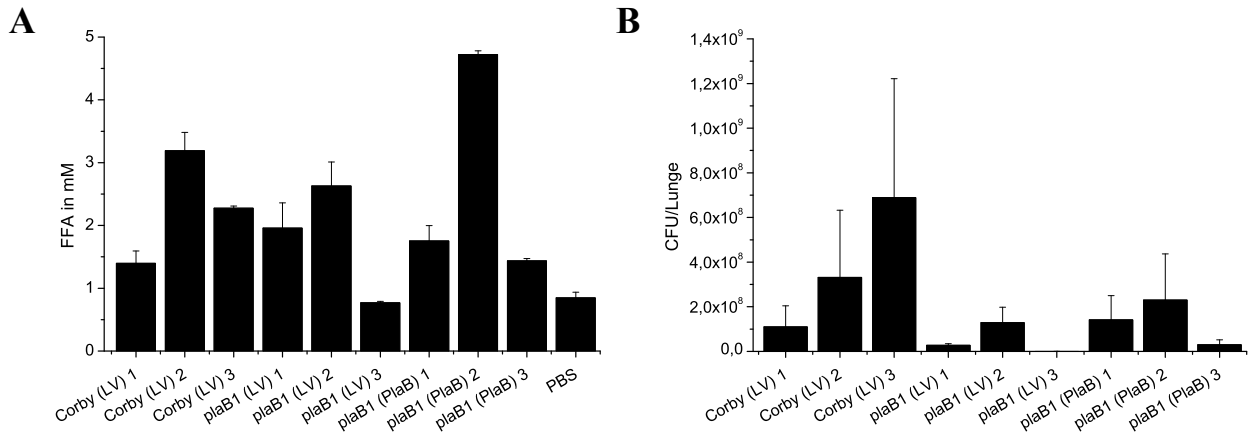 A
5
4
3
2
1
0
FFA in mM
Corby (LV) 1
Corby (LV) 2
Corby (LV) 3
plaB1 (LV) 1
plaB1 (LV) 2
plaB1 (LV) 3
plaB1 (PlaB) 1
plaB1 (PlaB) 2
plaB1 (PlaB) 3
PBS
B
1,4x10⁹
1,2x10⁹
1,0x10⁹
8,0x10⁸
6,0x10⁸
4,0x10⁸
2,0x10⁸
0,0
CFU/Lunge
Corby (LV) 1
Corby (LV) 2
Corby (LV) 3
plaB1 (LV) 1
plaB1 (LV) 2
plaB1 (LV) 3
plaB1 (PlaB) 1
plaB1 (PlaB) 2
plaB1 (PlaB) 3